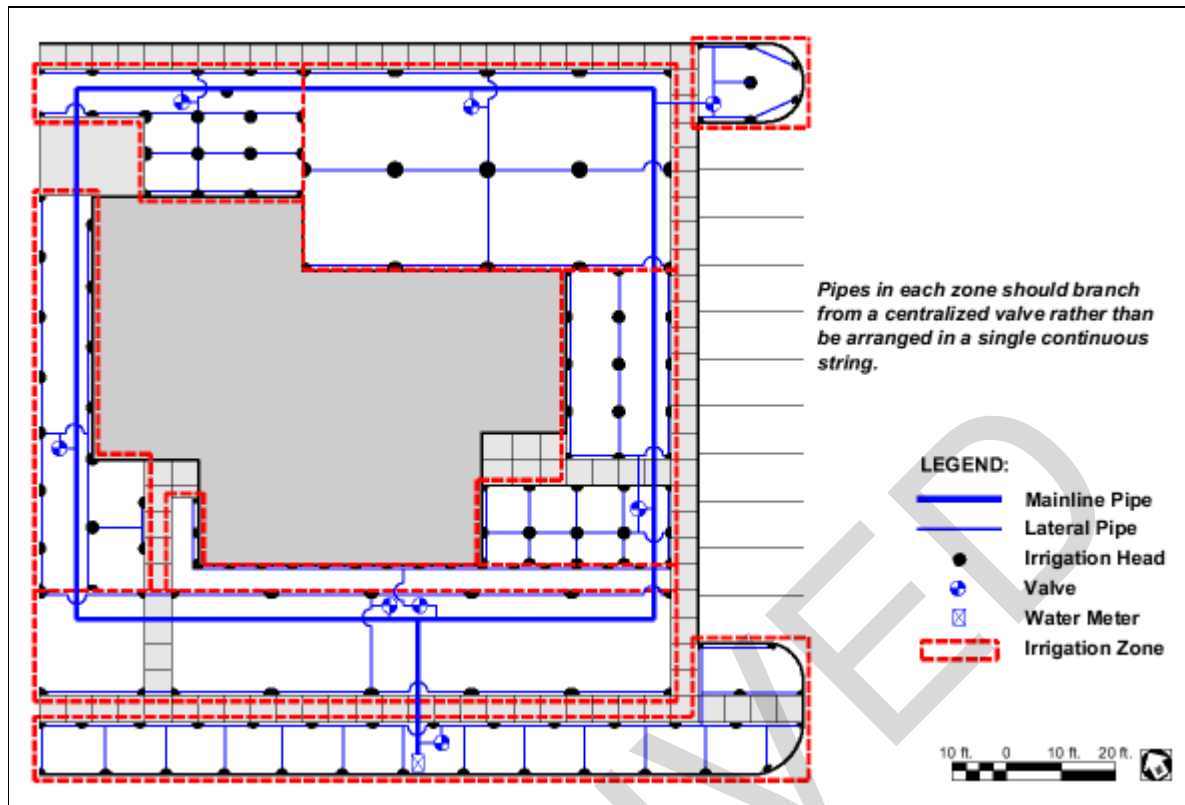 Pipes in each zone should branch
from a centralized valve rather than
be arranged in a single continuous
string.
LEGEND:
Mainline Pipe
Lateral Pipe
Irrigation Head
Valve
Water Meter
Irrigation Zone
10 ft. 0 10 ft. 20 ft.